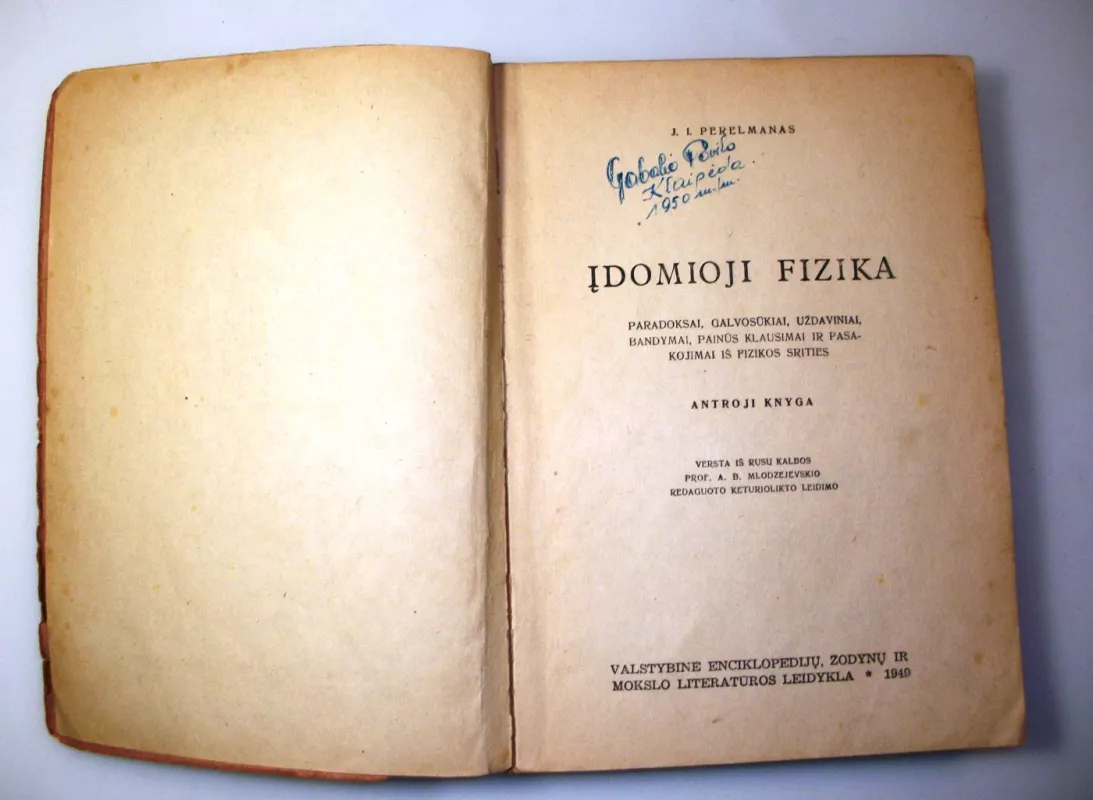 J. I. PERELMANAS
Gabalio Povilo
Klaipėda.
1950 m/m.
ĮDOMIOJI FIZIKA
PARADOKSAI, GALVOSŪKIAI, UŽDAVINIAI,
BANDYMAI, PAINŪS KLAUSIMAI IR PASA-
KOJIMAI IŠ FIZIKOS SRITIES
ANTROJI KNYGA
VERSTA IŠ RUSŲ KALBOS
PROF. A. B. MLODZEJEVSKIO
REDAGUOTO KETURIOLIKTO LEIDIMO
VALSTYBINĖ ENCIKLOPEDIJŲ, ŽODYNŲ IR
MOKSLO LITERATŪROS LEIDYKLA * 1949